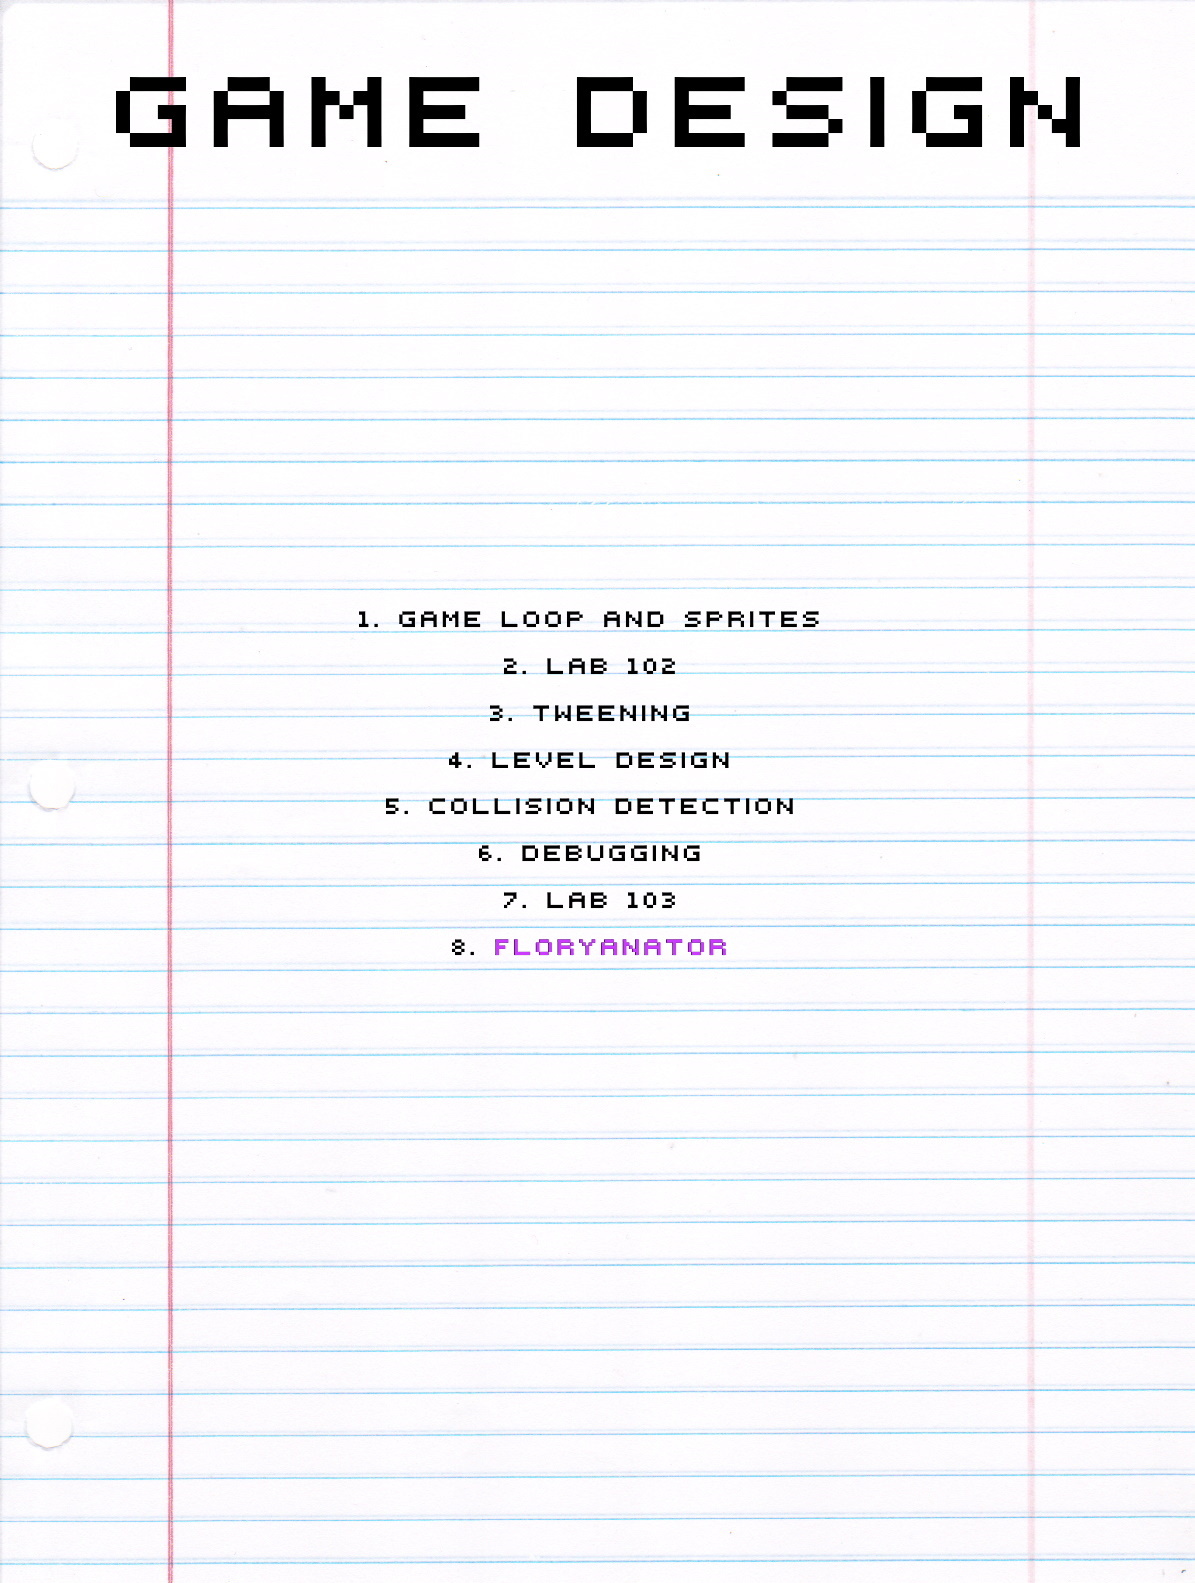 GAME DESIGN
1. GAME LOOP AND SPRITES
2. LAB 102
3. TWEENING
4. LEVEL DESIGN
5. COLLISION DETECTION
6. DEBUGGING
7. LAB 103
8. FLORYANATOR